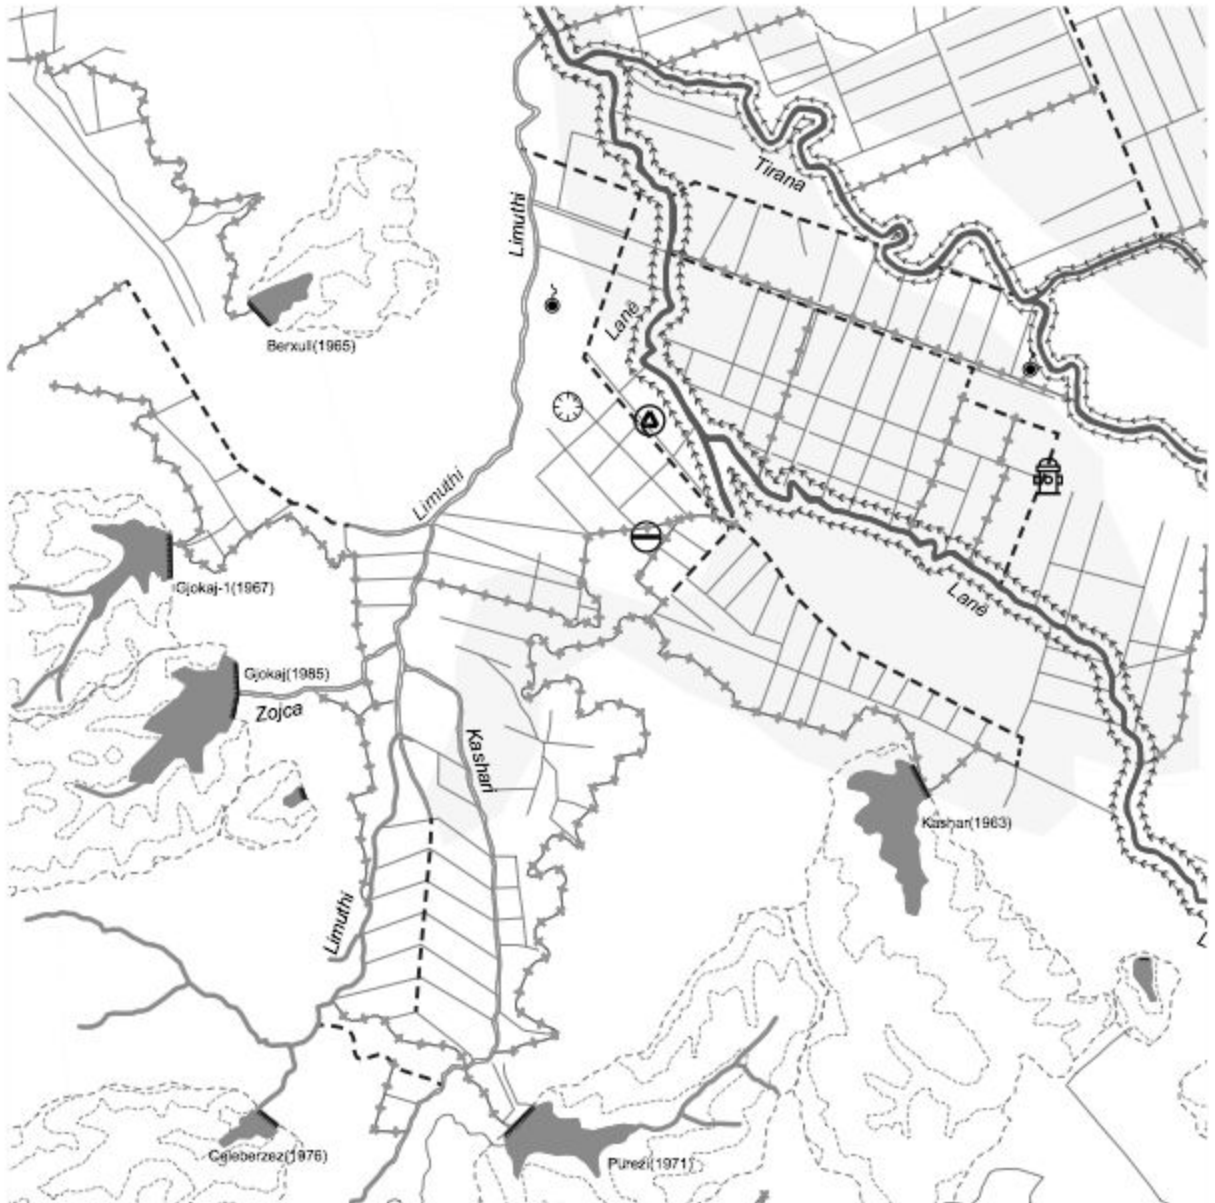 Tirana
Limuthi
Lanë
Berxull(1965)
Limuthi
Gjokaj-1(1967)
Lanë
Gjokaj(1985)
Zojca
Kashari
Kashar(1963)
Limuthi
L
Celeberzez(1976)
Purezi(1971)